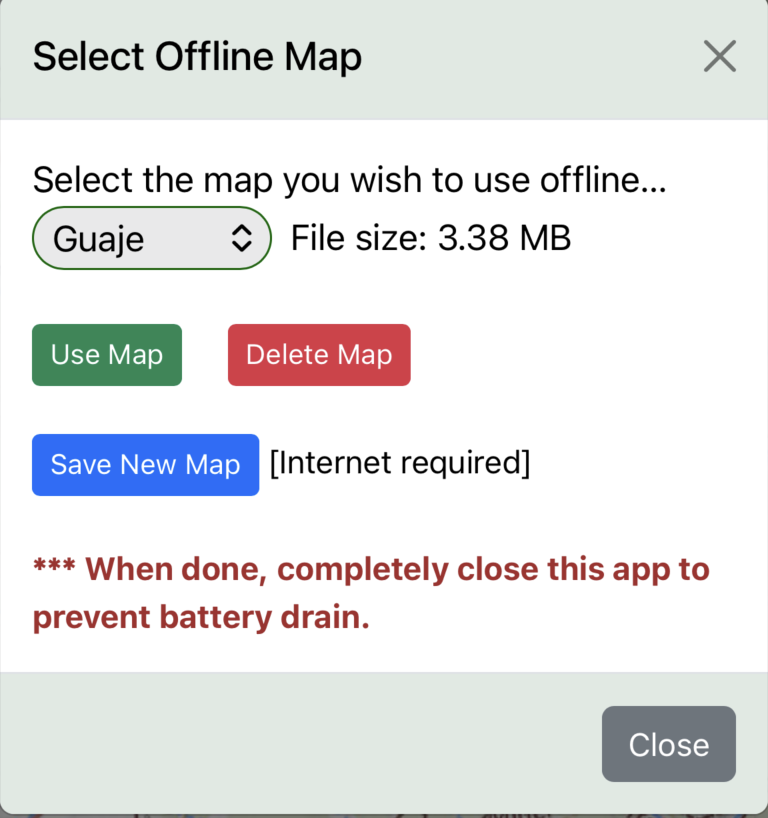 Select Offline Map
Select the map you wish to use offline...
Guaje File size: 3.38 MB
Use Map Delete Map
Save New Map [Internet required]
*** When done, completely close this app to
prevent battery drain.
Close